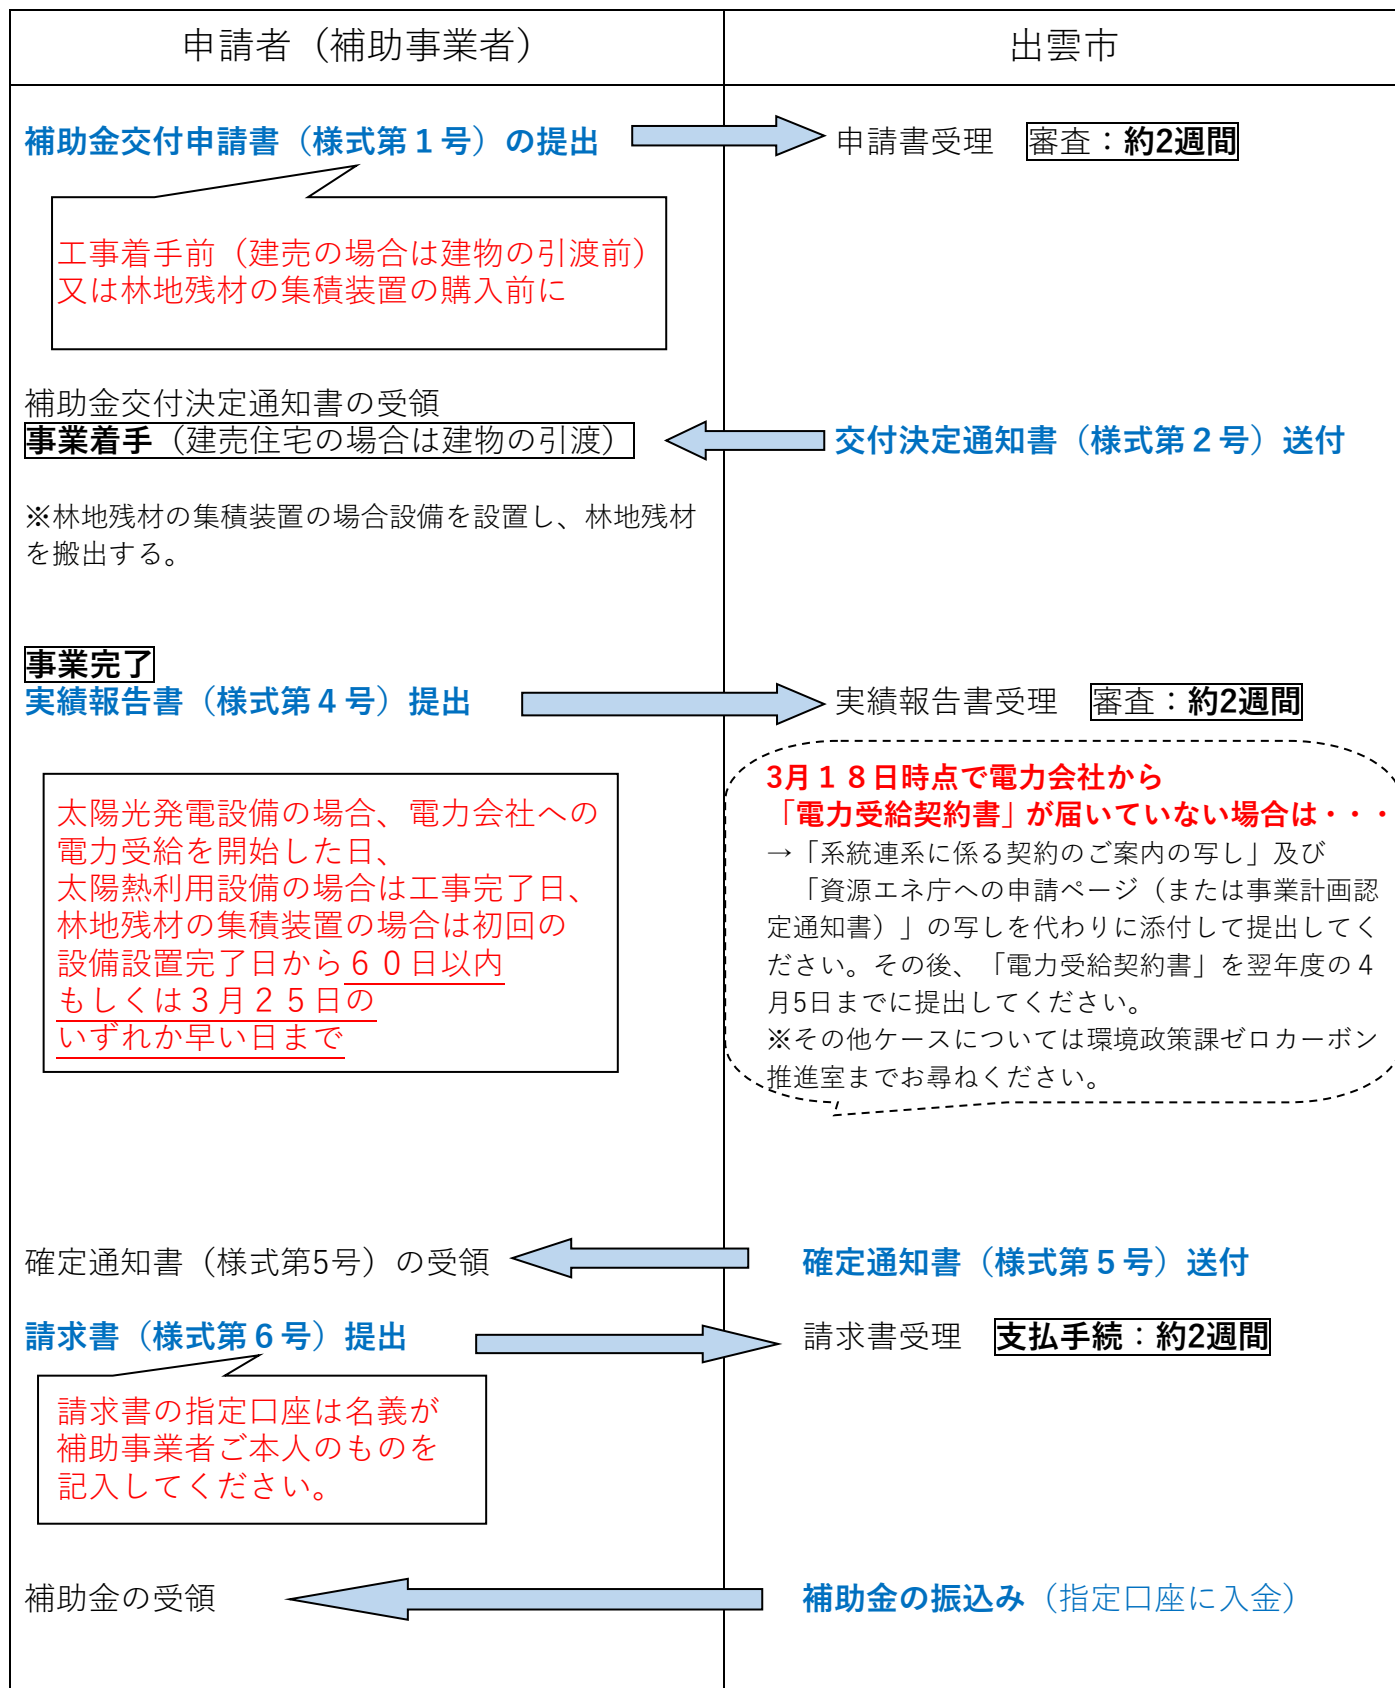 申請者（補助事業者）
出雲市
補助金交付申請書（様式第１号）の提出
申請書受理　審査：約2週間
工事着手前（建売の場合は建物の引渡前）
又は林地残材の集積装置の購入前に
補助金交付決定通知書の受領
事業着手（建売住宅の場合は建物の引渡）
交付決定通知書（様式第２号）送付
※林地残材の集積装置の場合設備を設置し、林地残材
を搬出する。
事業完了
実績報告書（様式第４号）提出
実績報告書受理　審査：約2週間
太陽光発電設備の場合、電力会社への
電力受給を開始した日、
太陽熱利用設備の場合は工事完了日、
林地残材の集積装置の場合は初回の
設備設置完了日から６０日以内
もしくは３月２５日の
いずれか早い日まで
3月１８日時点で電力会社から
「電力受給契約書」が届いていない場合は・・・
→「系統連系に係る契約のご案内の写し」及び
「資源エネ庁への申請ページ（または事業計画認
定通知書）」の写しを代わりに添付して提出してく
ださい。その後、「電力受給契約書」を翌年度の４
月5日までに提出してください。
※その他ケースについては環境政策課ゼロカーボン
推進室までお尋ねください。
確定通知書（様式第5号）の受領
確定通知書（様式第５号）送付
請求書（様式第６号）提出
請求書受理　支払手続：約2週間
請求書の指定口座は名義が
補助事業者ご本人のものを
記入してください。
補助金の受領
補助金の振込み（指定口座に入金）